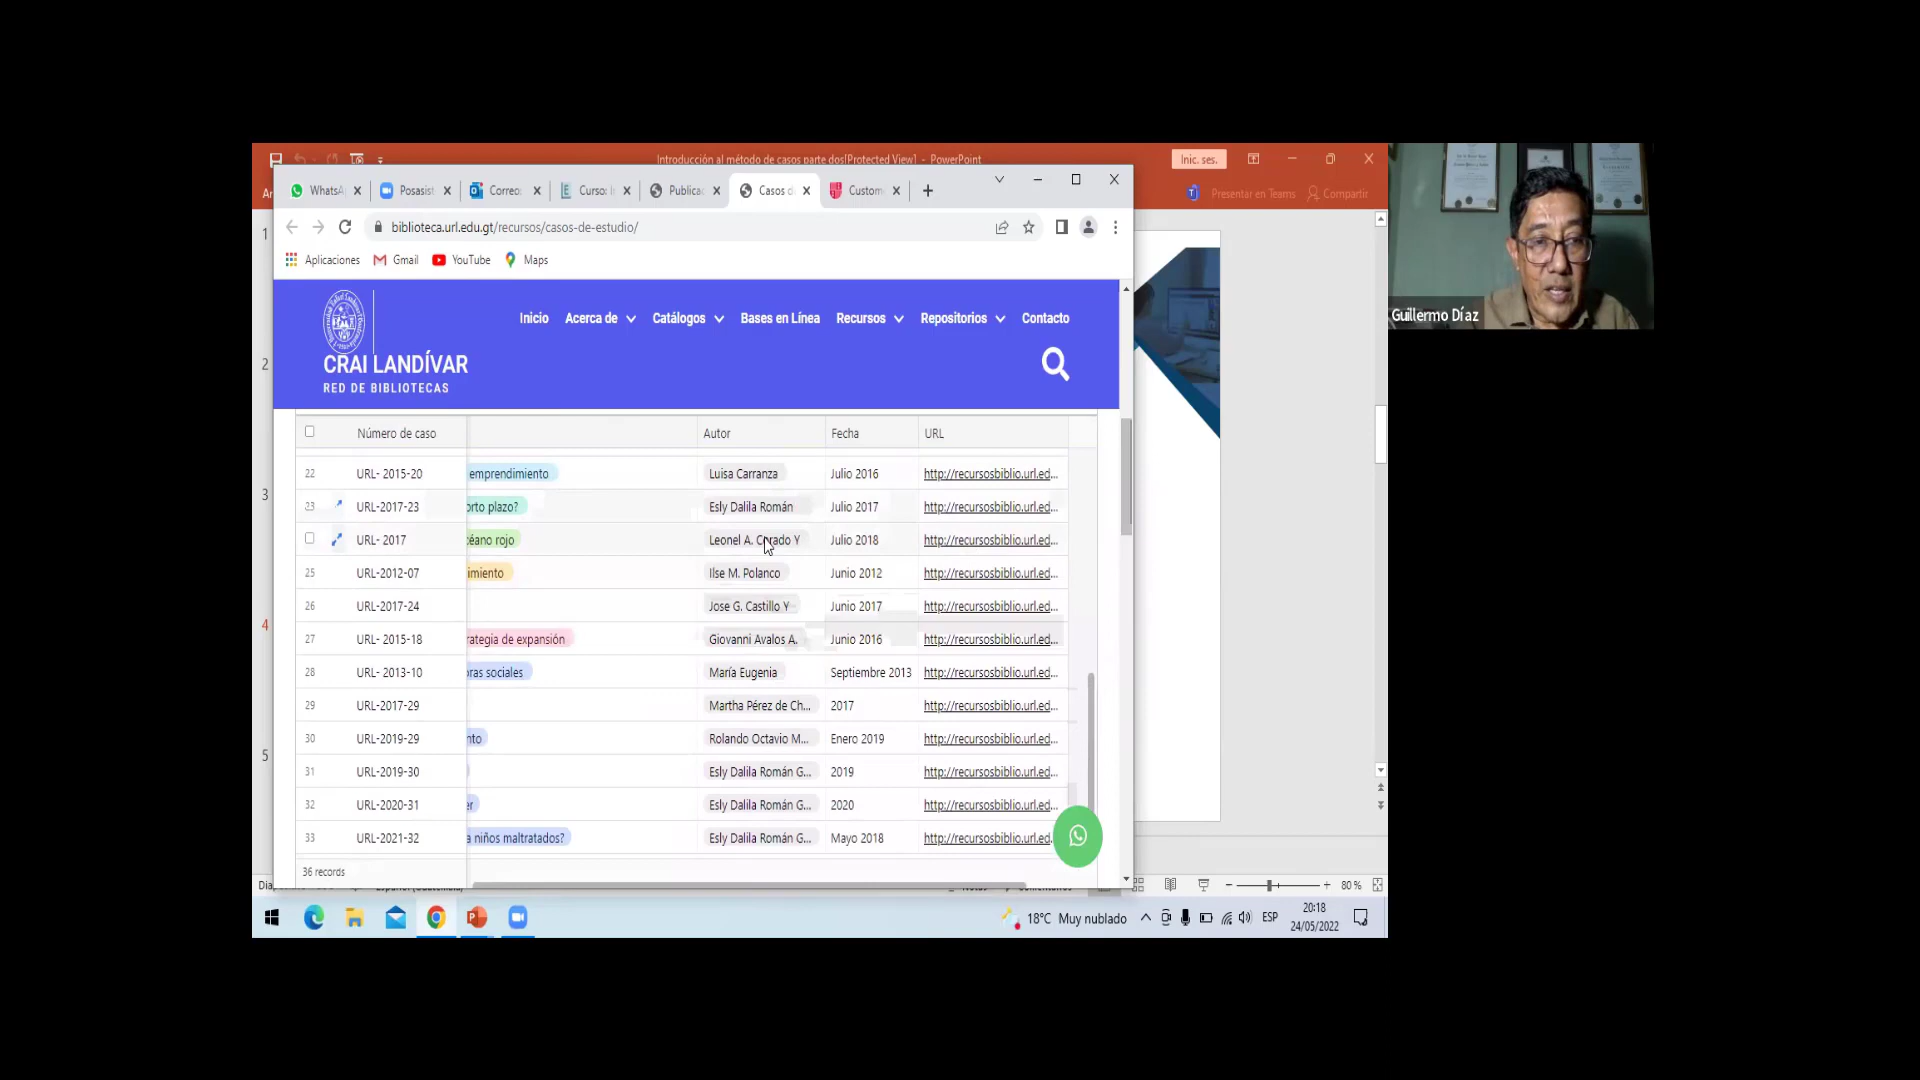 Introducción al método de casos parte dos[Protected View] - PowerPoint
Inic. ses.
Presentar en Teams
Compartir
WhatsA
Posasist
Correo:
Curso: I
Publica
Casos d
Custom
biblioteca.url.edu.gt/recursos/casos-de-estudio/
Aplicaciones
Gmail
YouTube
Maps
Inicio Acerca de Catálogos Bases en Línea Recursos Repositorios Contacto
CRAI LANDÍVAR
RED DE BIBLIOTECAS
Número de caso Autor Fecha URL
22 URL- 2015-20 emprendimiento Luisa Carranza Julio 2016 http://recursosbiblio.url.ed...
23 URL-2017-23 orto plazo? Esly Dalila Román Julio 2017 http://recursosbiblio.url.ed...
URL- 2017 céano rojo Leonel A. Corado Y Julio 2018 http://recursosbiblio.url.ed...
25 URL-2012-07 imiento Ilse M. Polanco Junio 2012 http://recursosbiblio.url.ed...
26 URL-2017-24 Jose G. Castillo Y Junio 2017 http://recursosbiblio.url.ed...
27 URL- 2015-18 rategia de expansión Giovanni Avalos A. Junio 2016 http://recursosbiblio.url.ed...
28 URL- 2013-10 oras sociales María Eugenia Septiembre 2013 http://recursosbiblio.url.ed...
29 URL-2017-29 Martha Pérez de Ch... 2017 http://recursosbiblio.url.ed...
30 URL-2019-29 nto Rolando Octavio M... Enero 2019 http://recursosbiblio.url.ed...
31 URL-2019-30 Esly Dalila Román G... 2019 http://recursosbiblio.url.ed...
32 URL-2020-31 er Esly Dalila Román G... 2020 http://recursosbiblio.url.ed...
33 URL-2021-32 a niños maltratados? Esly Dalila Román G... Mayo 2018 http://recursosbiblio.url.ed.
36 records
1
2
3
4
5
80 %
18°C Muy nublado
ESP
20:18
24/05/2022
Guillermo Díaz